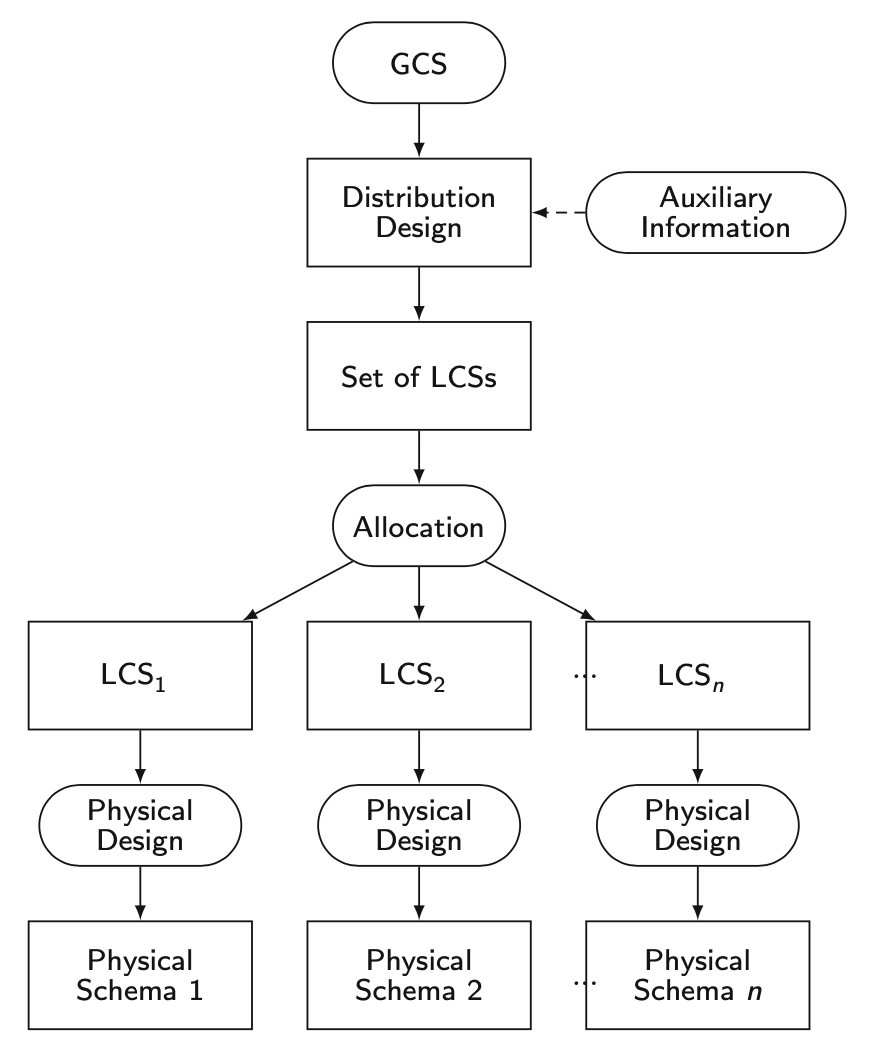 GCS
Distribution
Design
Auxiliary
Information
Set of LCSs
Allocation
LCS1
LCS2
...
LCSn
Physical
Design
Physical
Design
Physical
Design
Physical
Schema 1
Physical
Schema 2
...
Physical
Schema n